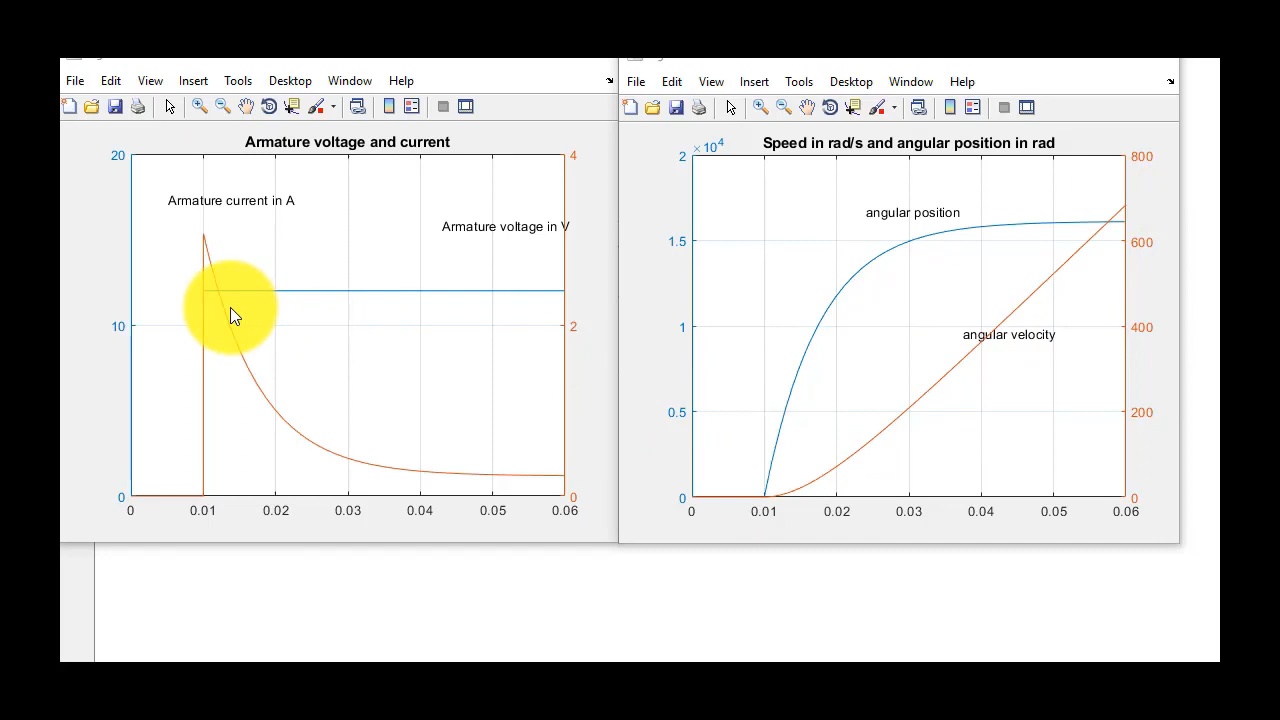 File Edit View Insert Tools Desktop Window Help
Armature voltage and current
20
10
0
4
2
0
Armature current in A
Armature voltage in V
0 0.01 0.02 0.03 0.04 0.05 0.06
File Edit View Insert Tools Desktop Window Help
Speed in rad/s and angular position in rad
×10⁴
2
1.5
1
0.5
0
800
600
400
200
0
angular position
angular velocity
0 0.01 0.02 0.03 0.04 0.05 0.06